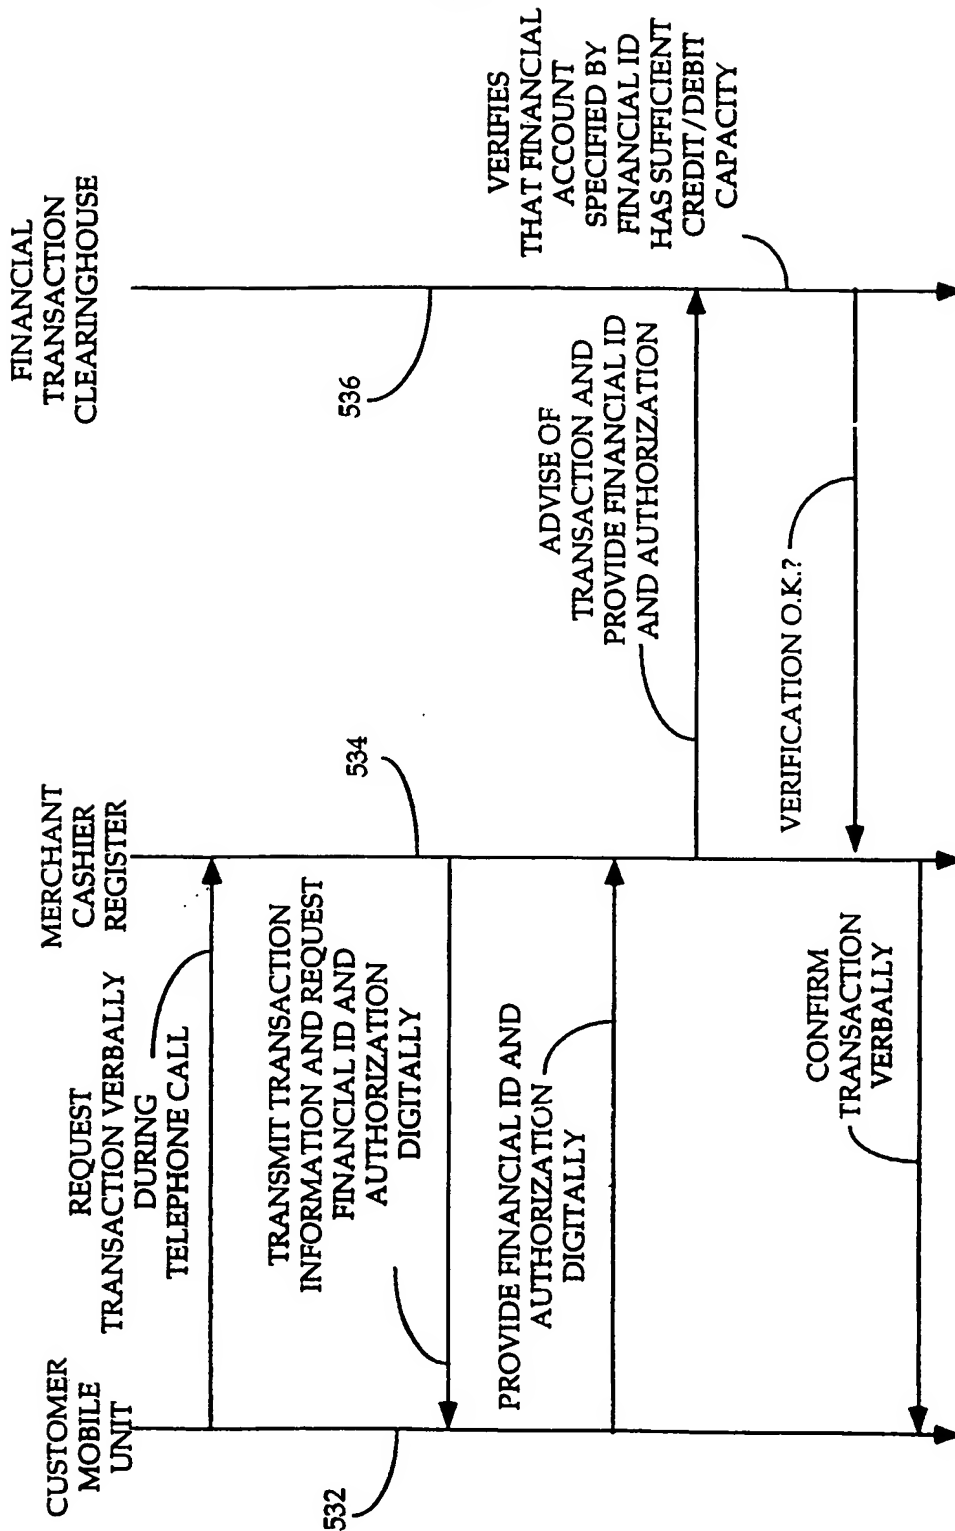 CUSTOMER
MOBILE
UNIT
REQUEST
TRANSACTION VERBALLY
DURING
TELEPHONE CALL
MERCHANT
CASHIER
REGISTER
FINANCIAL
TRANSACTION
CLEARINGHOUSE
532
534
536
TRANSMIT TRANSACTION
INFORMATION AND REQUEST
FINANCIAL ID AND
AUTHORIZATION
DIGITALLY
PROVIDE FINANCIAL ID AND
AUTHORIZATION
DIGITALLY
ADVISE OF
TRANSACTION AND
PROVIDE FINANCIAL ID
AND AUTHORIZATION
VERIFIES
THAT FINANCIAL
ACCOUNT
SPECIFIED BY
FINANCIAL ID
HAS SUFFICIENT
CREDIT/DEBIT
CAPACITY
VERIFICATION O.K.?
CONFIRM
TRANSACTION
VERBALLY